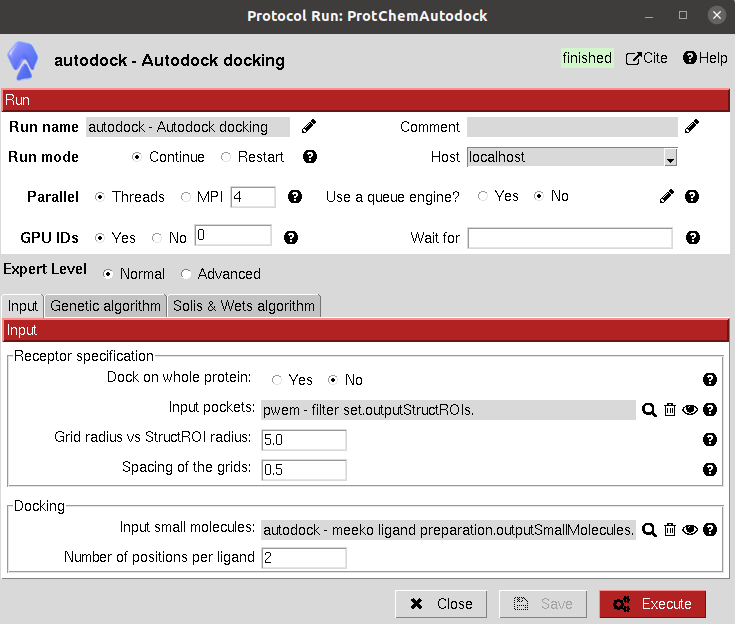 Protocol Run: ProtChemAutodock
autodock - Autodock docking finished Cite Help
Run
Run name autodock - Autodock docking Comment
Run mode Continue Restart Host localhost
Parallel Threads MPI 4 Use a queue engine? Yes No
GPU IDs Yes No 0 Wait for
Expert Level Normal Advanced
Input Genetic algorithm Solis & Wets algorithm
Input
Receptor specification
Dock on whole protein: Yes No
Input pockets: pwem - filter set.outputStructROIs.
Grid radius vs StructROI radius: 5.0
Spacing of the grids: 0.5
Docking
Input small molecules: autodock - meeko ligand preparation.outputSmallMolecules.
Number of positions per ligand 2
Close Save Execute